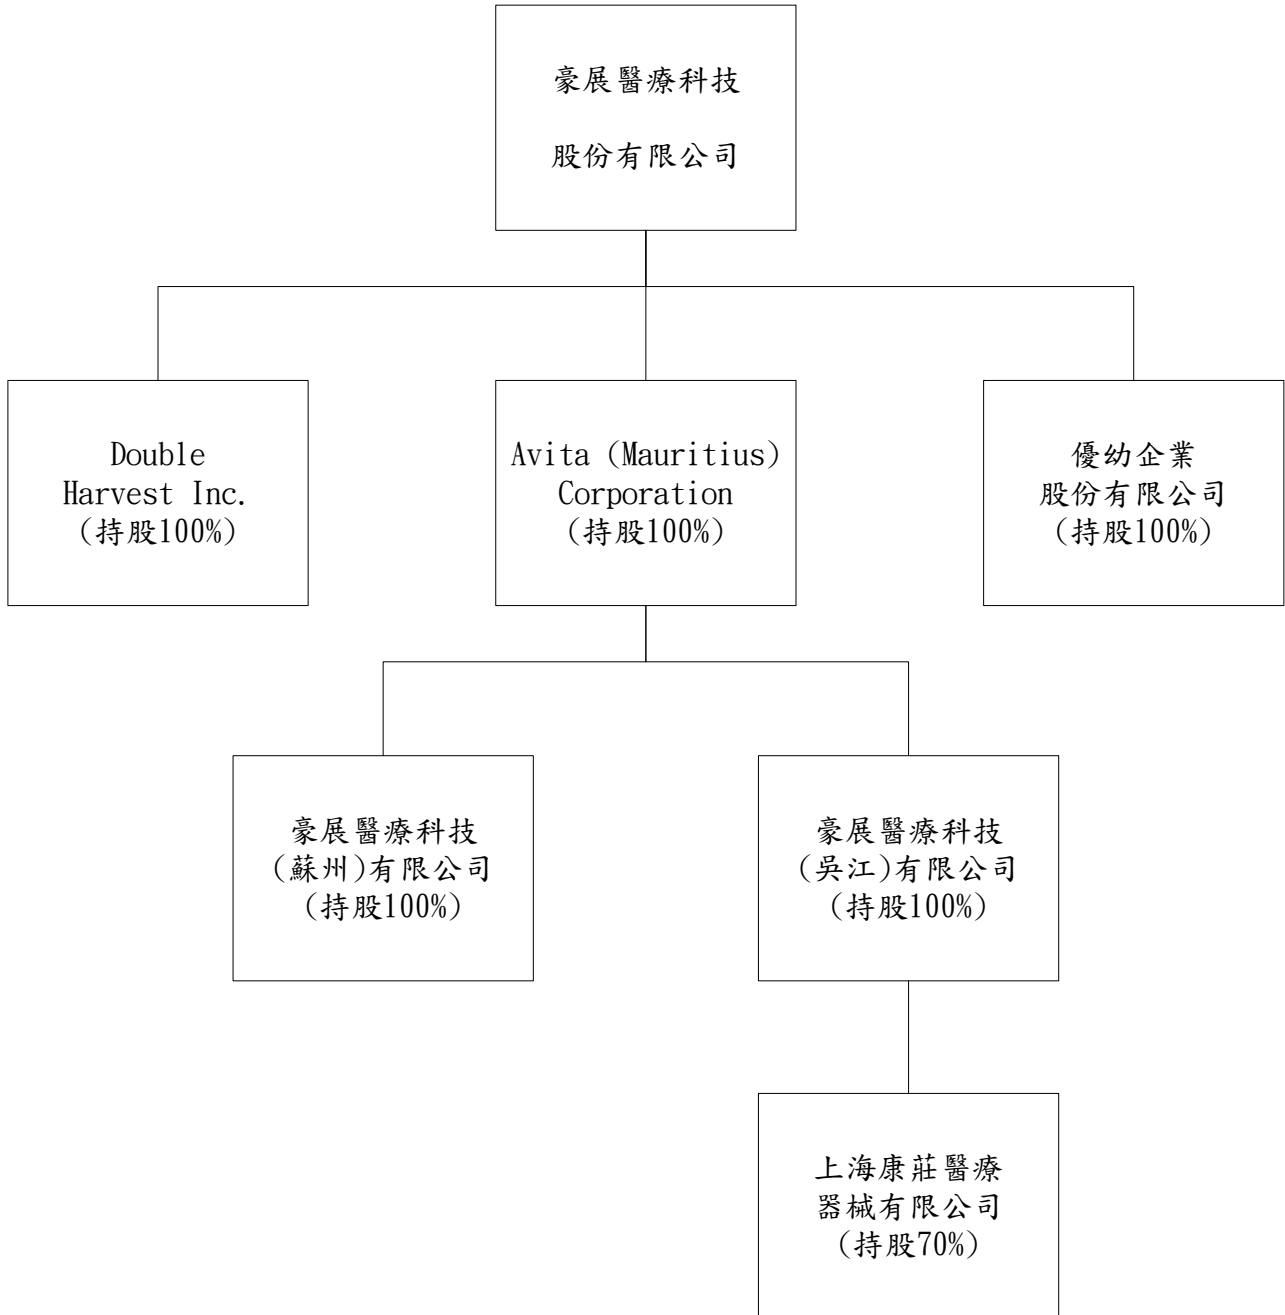 豪展醫療科技
股份有限公司
Double
Harvest Inc.
(持股100%)
Avita (Mauritius)
Corporation
(持股100%)
優幼企業
股份有限公司
(持股100%)
豪展醫療科技
(蘇州)有限公司
(持股100%)
豪展醫療科技
(吳江)有限公司
(持股100%)
上海康莊醫療
器械有限公司
(持股70%)